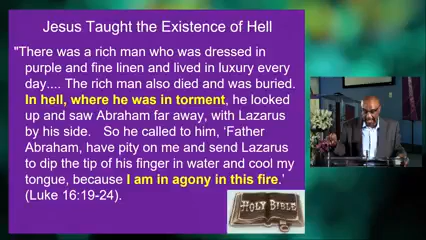 Jesus Taught the Existence of Hell
"There was a rich man who was dressed in
purple and fine linen and lived in luxury every
day.... The rich man also died and was buried.
In hell, where he was in torment, he looked
up and saw Abraham far away, with Lazarus
by his side. So he called to him, ‘Father
Abraham, have pity on me and send Lazarus
to dip the tip of his finger in water and cool my
tongue, because I am in agony in this fire.’
(Luke 16:19-24).
HOLY BIBLE